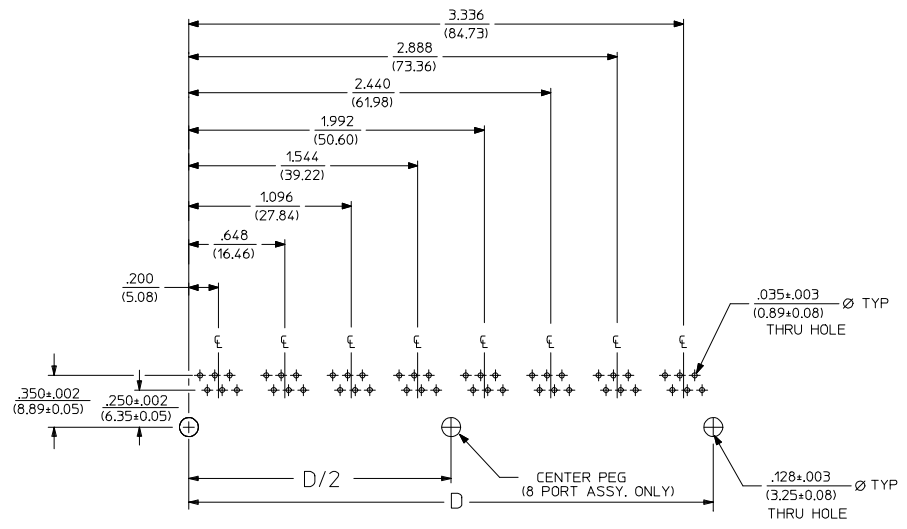 3.336
(84.73)
2.888
(73.36)
2.440
(61.98)
1.992
(50.60)
1.544
(39.22)
1.096
(27.84)
.648
(16.46)
.200
(5.08)
.035±.003
(0.89±0.08) Ø TYP
THRU HOLE
℄ ℄ ℄ ℄ ℄ ℄ ℄ ℄
.350±.002
(8.89±0.05)
.250±.002
(6.35±0.05)
D/2
CENTER PEG
(8 PORT ASSY. ONLY)
D
.128±.003
(3.25±0.08) Ø TYP
THRU HOLE